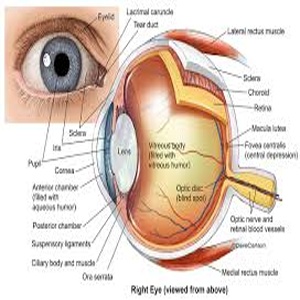 Eyelid
Lacrimal caruncle
Tear duct
Lateral rectus muscle
Sclera
Choroid
Retina
Macula lutea
Fovea centralis
(central depression)
Sclera
Iris
Pupil
Cornea
Lens
Vitreous body
(filled with
vitreous humor)
Anterior chamber
(filled with
aqueous humor)
Optic disc
(blind spot)
Posterior chamber
Optic nerve and
retinal blood vessels
Suspensory ligaments
Ciliary body and muscle
Ora serrata
Medial rectus muscle
Right Eye (viewed from above)